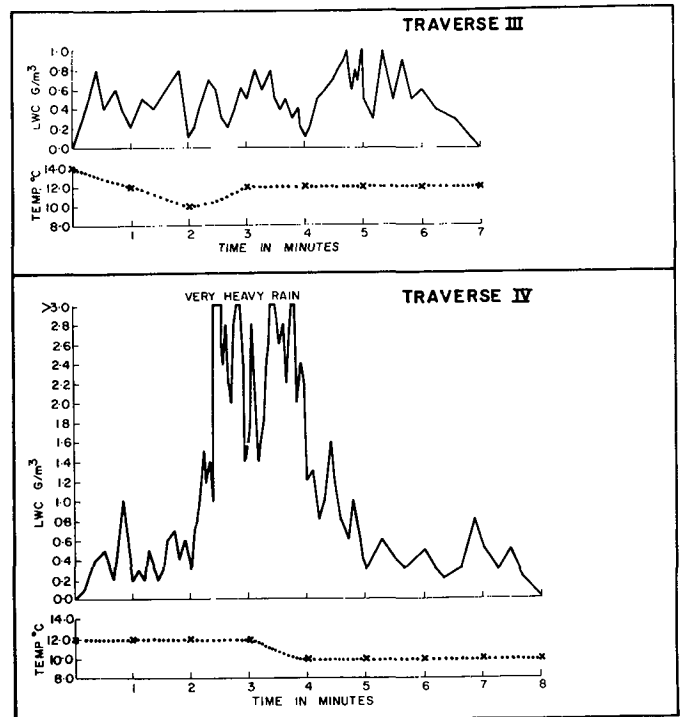 TRAVERSE III
LWC G/m³
1·0
0·8
0·6
0·4
0·2
0·0
TEMP. °C
14·0
12·0
10·0
8·0
1 2 3 4 5 6 7
TIME IN MINUTES
VERY HEAVY RAIN
TRAVERSE IV
LWC G/m³
>3·0
2·8
2·6
2·4
2·2
2·0
1·8
1·6
1·4
1·2
1·0
0·8
0·6
0·4
0·2
0·0
TEMP °C
14·0
12·0
10·0
8·0
1 2 3 4 5 6 7 8
TIME IN MINUTES